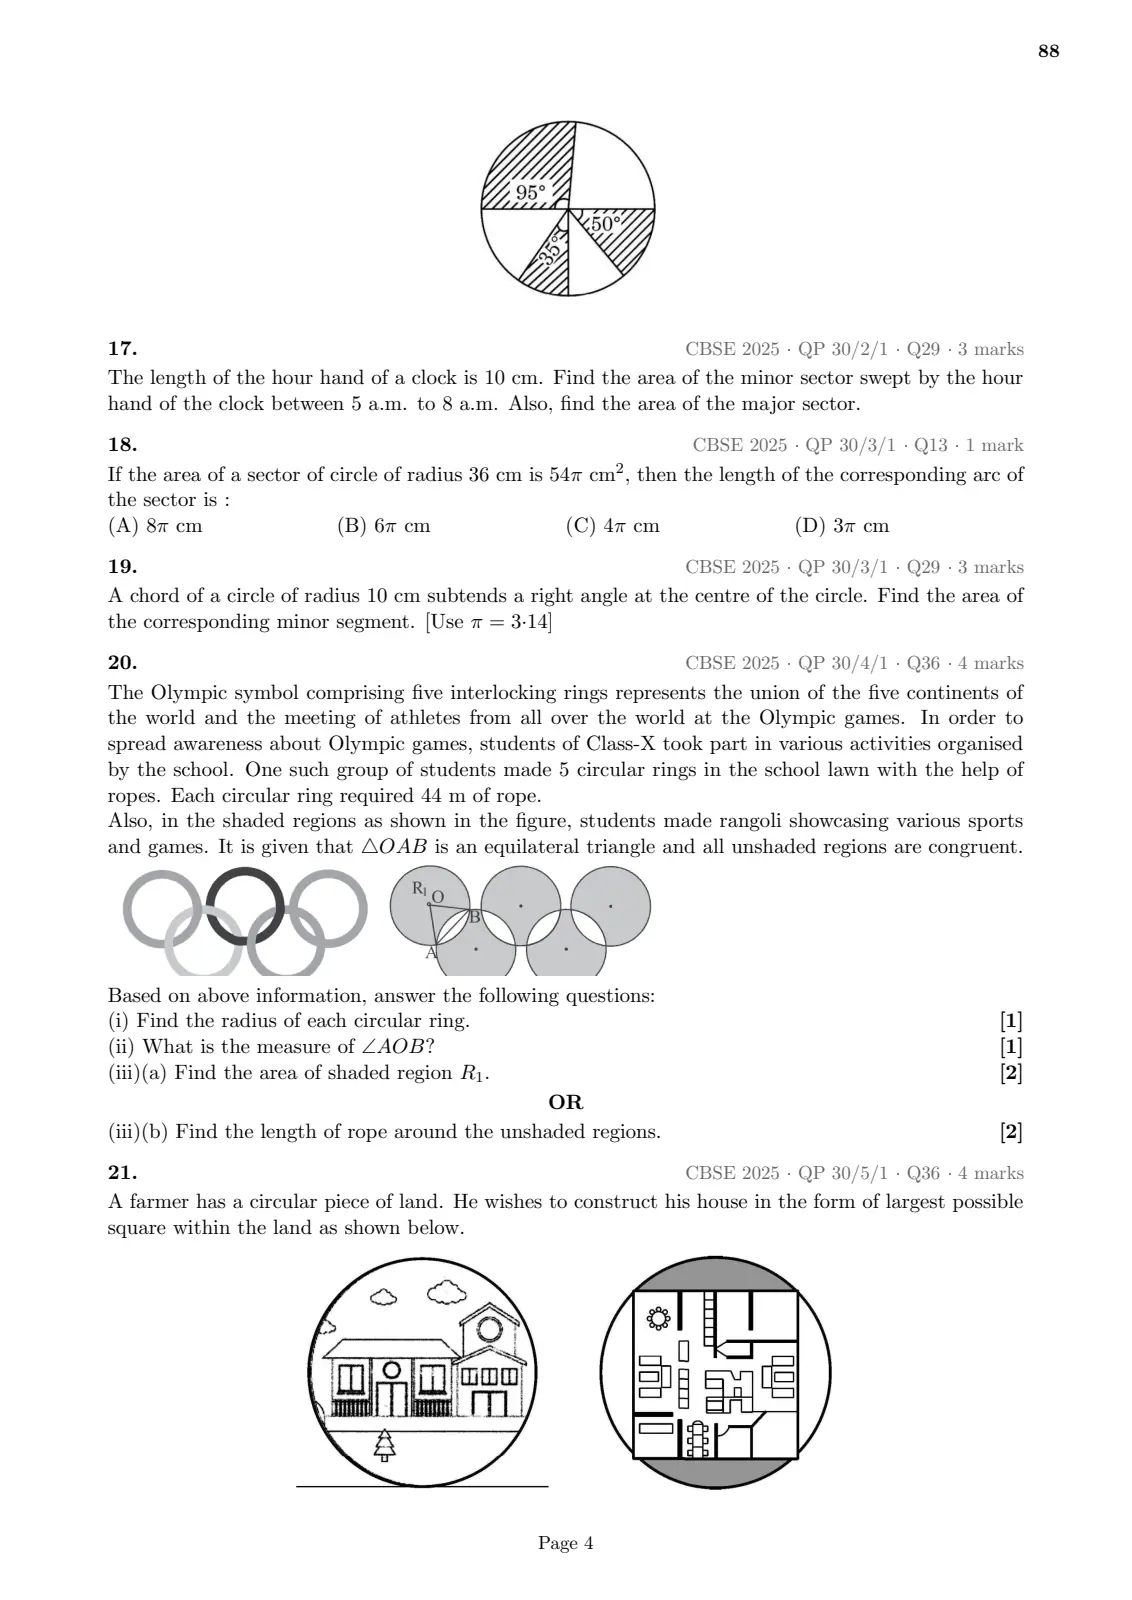 88
95°
50°
35°
17. CBSE 2025 · QP 30/2/1 · Q29 · 3 marks
The length of the hour hand of a clock is 10 cm. Find the area of the minor sector swept by the hour
hand of the clock between 5 a.m. to 8 a.m. Also, find the area of the major sector.
18. CBSE 2025 · QP 30/3/1 · Q13 · 1 mark
If the area of a sector of circle of radius 36 cm is 54π cm², then the length of the corresponding arc of
the sector is :
(A) 8π cm (B) 6π cm (C) 4π cm (D) 3π cm
19. CBSE 2025 · QP 30/3/1 · Q29 · 3 marks
A chord of a circle of radius 10 cm subtends a right angle at the centre of the circle. Find the area of
the corresponding minor segment. [Use π = 3·14]
20. CBSE 2025 · QP 30/4/1 · Q36 · 4 marks
The Olympic symbol comprising five interlocking rings represents the union of the five continents of
the world and the meeting of athletes from all over the world at the Olympic games. In order to
spread awareness about Olympic games, students of Class-X took part in various activities organised
by the school. One such group of students made 5 circular rings in the school lawn with the help of
ropes. Each circular ring required 44 m of rope.
Also, in the shaded regions as shown in the figure, students made rangoli showcasing various sports
and games. It is given that △OAB is an equilateral triangle and all unshaded regions are congruent.
R₁ O
B
A
Based on above information, answer the following questions:
(i) Find the radius of each circular ring. [1]
(ii) What is the measure of ∠AOB? [1]
(iii)(a) Find the area of shaded region R₁. [2]
OR
(iii)(b) Find the length of rope around the unshaded regions. [2]
21. CBSE 2025 · QP 30/5/1 · Q36 · 4 marks
A farmer has a circular piece of land. He wishes to construct his house in the form of largest possible
square within the land as shown below.
Page 4